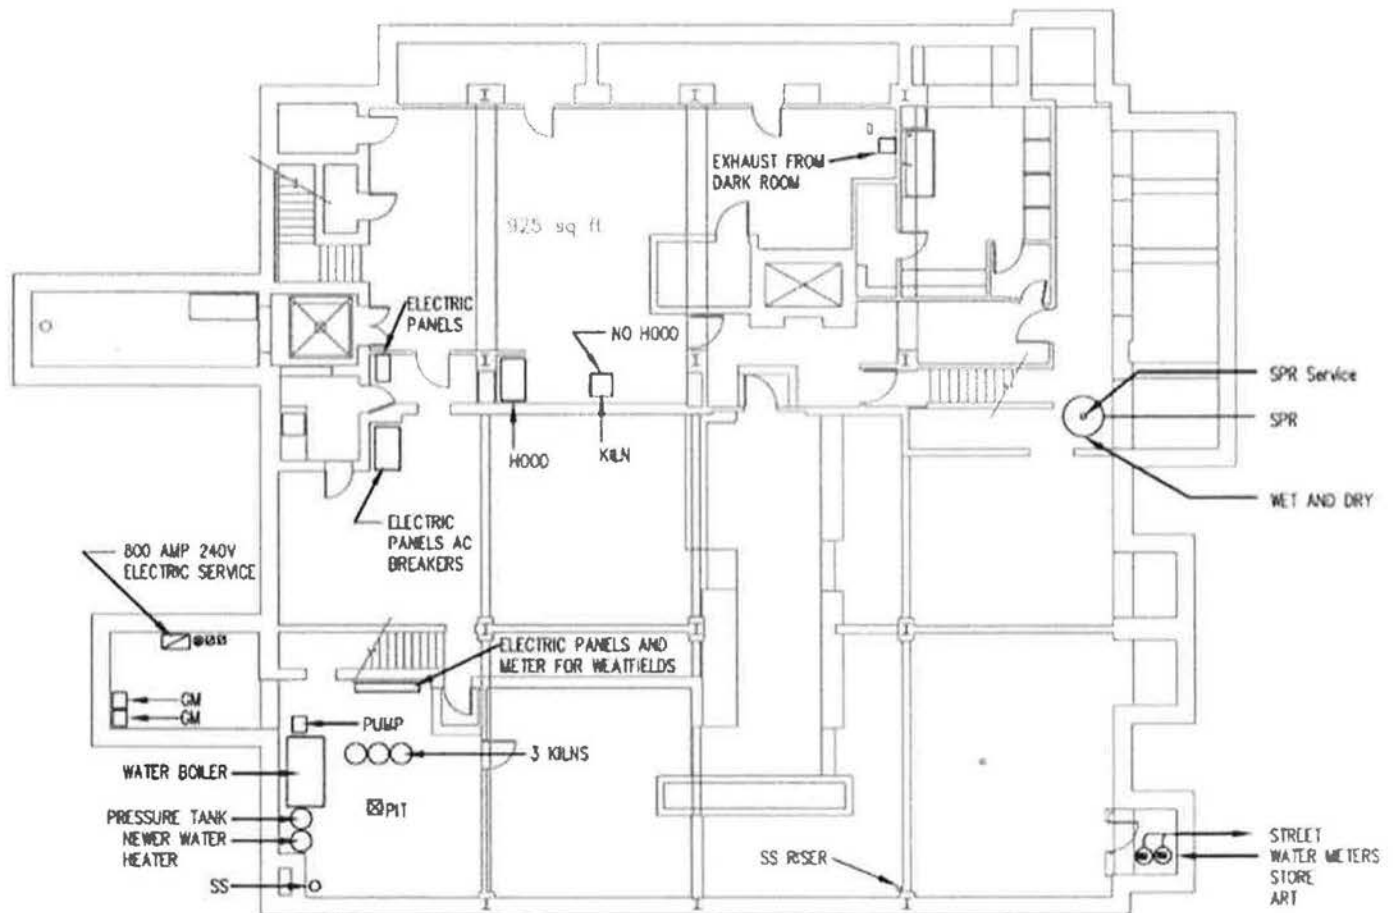 EXHAUST FROM
DARK ROOM
925 sq ft
ELECTRIC
PANELS
NO HOOD
SPR Service
SPR
HOOD
KILN
WET AND DRY
ELECTRIC
PANELS AC
BREAKERS
800 AMP 240V
ELECTRIC SERVICE
ELECTRIC PANELS AND
METER FOR WEATFIELDS
GM
GM
PUMP
3 KILNS
WATER BOILER
PIT
PRESSURE TANK
NEWER WATER
HEATER
STREET
WATER METERS
STORE
ART
SS RISER
SS